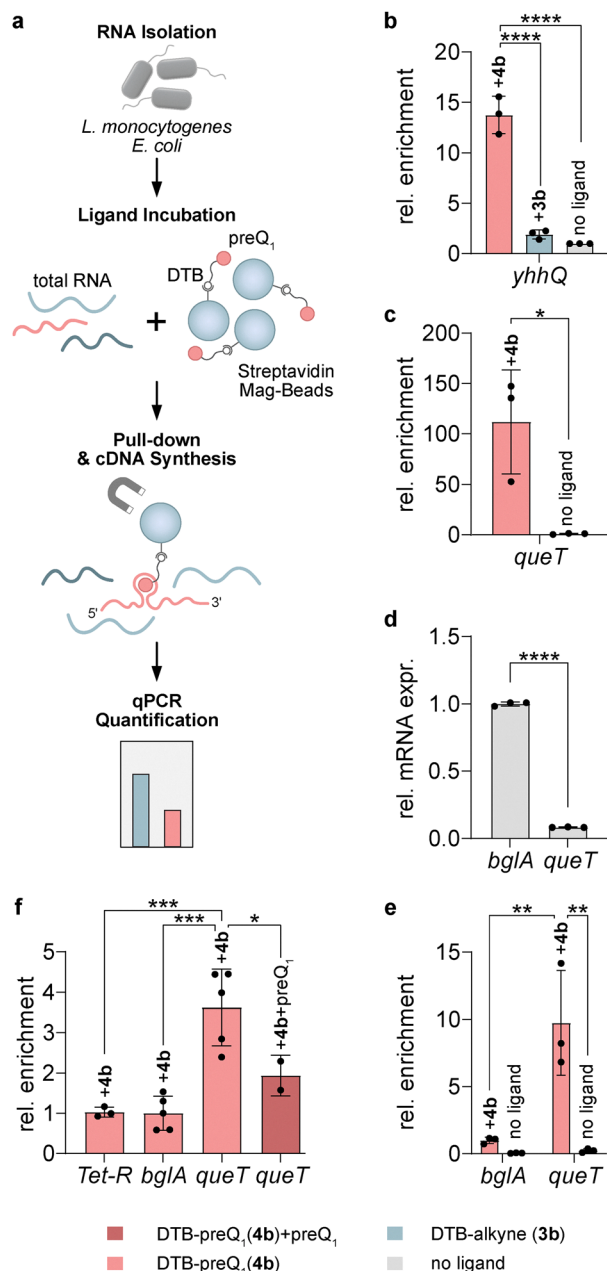 a
RNA Isolation
L. monocytogenes
E. coli
Ligand Incubation
preQ1
DTB
total RNA
+
Streptavidin
Mag-Beads
Pull-down
& cDNA Synthesis
5'
3'
qPCR
Quantification
b
****
****
rel. enrichment
20
15
10
5
0
+4b
+3b
no ligand
yhhQ
c
*
rel. enrichment
200
150
100
50
0
+4b
no ligand
queT
d
****
rel. mRNA expr.
1.5
1.0
0.5
0.0
bglA queT
f
***
***
*
rel. enrichment
5
4
3
2
1
0
+4b
+4b
+4b
+4b+preQ1
Tet-R bglA queT queT
e
**
**
rel. enrichment
15
10
5
0
+4b
no ligand
+4b
no ligand
bglA queT
DTB-preQ1(4b)+preQ1
DTB-preQ1(4b)
DTB-alkyne (3b)
no ligand